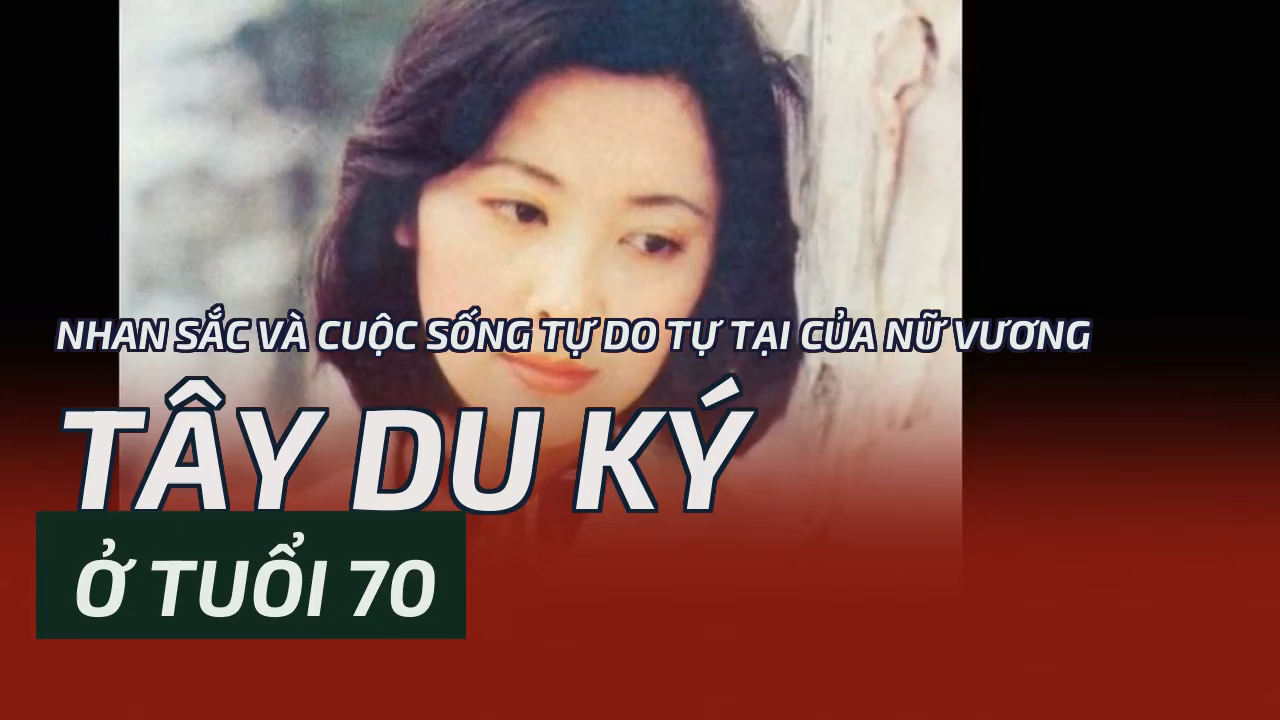 NHAN SẮC VÀ CUỘC SỐNG TỰ DO TỰ TẠI CỦA NỮ VƯƠNG
TÂY DU KÝ
Ở TUỔI 70